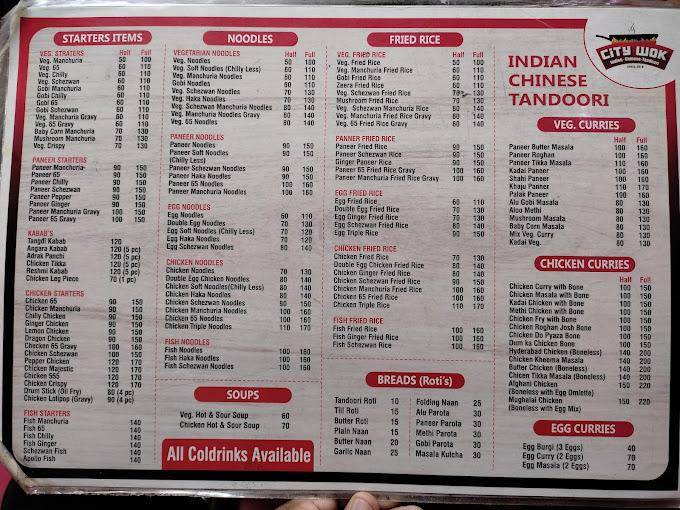 STARTERS ITEMS
VEG. STRATERS Half Full
Veg. Manchuria 50 100
Veg. 65 60 110
Veg. Chilly 60 110
Veg. Schezwan 60 110
Gobi Manchuria 60 110
Gobi Chilly 60 110
Gobi 65 60 110
Gobi Schezwan 60 110
Veg. Manchuria Gravy 60 110
Veg. 65 Gravy 60 110
Baby Corn Manchuria 70 130
Mushroom Manchuria 70 130
Veg. Crispy 70 130
PANEER STARTERS
Paneer Manchuria 90 150
Paneer 65 90 150
Paneer Chilly 90 150
Paneer Schezwan 90 150
Paneer Pepper 90 150
Paneer Ginger 90 150
Paneer Manchuria Gravy 100 160
Paneer 65 Gravy 100 160
KABAB'S
Tangdi Kabab 120
Angara Kabab 120 (5 pc)
Adrak Panchi 120 (5 pc)
Chicken Tikka 120 (5 pc)
Reshmi Kabab 120 (5 pc)
Chicken Leg Piece 70 (1 pc)
CHICKEN STARTERS
Chicken 65 90 150
Chicken Manchuria 90 150
Chilly Chicken 90 150
Ginger Chicken 90 150
Lemon Chicken 90 150
Dragon Chicken 90 150
Checken 65 Gravy 100 160
Chicken Schezwan 100 160
Pepper Chicken 120 170
Chicken Majestic 120 170
Chicken 555 120 170
Chicken Crispy 120 170
Drum Stick (Oil Fry) 80 (4 pc)
Chicken Lolipop (Gravy) 90 (4 pc)
FISH STARTERS
Fish Manchuria 140
Fish 65 140
Fish Chilly 140
Fish Ginger 140
Schezwan Fish 140
Apollo Fish 140
NOODLES
VEGETARIAN NOODLES Half Full
Veg. Noodles 50 100
Veg. Soft Noodles (Chilly Less) 60 110
Veg. Manchuria Noodles 60 110
Gobi Noodles 60 110
Veg. Schezwan Noodles 70 130
Veg. Haka Noodles 70 130
Veg. Schezwan Manchuria Noodles 80 140
Veg. Manchuria Noodles Gravy 80 140
Veg. 65 Noodles Gravy 80 140
PANEER NOODLES
Paneer Noodles 90 150
Paneer Soft Noodles 90 150
(Chilly Less)
Paneer Schezwan Noodles 90 150
Paneer Haka Noodles 90 150
Paneer 65 Noodles 100 160
Paneer Manchuria Noodles 100 160
EGG NOODLES
Egg Noodles 60 110
Double Egg Noodles 70 130
Egg Soft Noodles (Chilly Less) 70 120
Egg Haka Noodles 70 120
Egg Schezwan Noodles 80 140
CHICKEN NOODLES
Chicken Noodles 70 130
Double Egg Chicken Noodles 80 140
Chicken Soft Noodles(Chilly Less) 80 140
Chicken Haka Noodles 80 140
Chicken Schezwan Noodles 90 150
Chicken Manchuria Noodles 100 160
Chicken 65 Noodles 100 160
Chicken Triple Noodles 110 170
FISH NOODLES
Fish Noodles 100 160
Fish Haka Noodles 100 160
Fish Schezwan Noodles 100 160
SOUPS
Veg. Hot & Sour Soup 60
Chicken Hot & Sour Soup 70
All Coldrinks Available
FRIED RICE
VEG. FRIED RICE Half Full
Veg. Fried Rice 50 100
Veg. Manchuria Fried Rice 60 110
Gobi Fried Rice 60 110
Zeera Fried Rice 60 110
Veg. Schezwan Fried Rice 70 130
Mushroom Fried Rice 70 130
Veg. Schezwan Manchuria Rice 80 140
Veg. Manchuria Fried Rice Gravy 80 140
Veg. 65 Fried Rice Gravy 80 140
PANNER FRIED RICE
Paneer Fried Rice 90 150
Paneer Schezwan Rice 90 150
Ginger Paneer Rice 90 150
Paneer 65 Fried Rice Gravy 100 160
Paneer Manchuria Fried Rice Gravy 100 160
EGG FRIED RICE
Egg Fried Rice 60 110
Double Egg Fried Rice 70 130
Egg Ginger Fried Rice 70 130
Egg Schezwan Fried Rice 80 140
Egg Triple Rice 90 150
CHICKEN FRIED RICE
Chicken Fried Rice 70 130
Double Egg Chicken Fried Rice 80 140
Chicken Ginger Fried Rice 80 140
Chicken Schezwan Fried Rice 90 150
Chicken Manchuria Fried Rice 100 160
Chicken 65 Fried Rice 100 160
Chicken Triple Rice 110 170
FISH FRIED RICE
Fish Fried Rice 100 160
Fish Ginger Fried Rice 100 160
Fish Schezwan Rice 100 160
BREADS (Roti's)
Tandoori Roti 10
Till Roti 10
Butter Roti 15
Plain Naan 15
Butter Naan 20
Garlic Naan 25
Folding Naan 25
Alu Parota 30
Paneer Parota 30
Methi Parota 30
Gobi Parota 30
Masala Kulcha 30
CITY WOK
Indian - Chinese - Tandoori
INDIAN
CHINESE
TANDOORI
VEG. CURRIES
Half Full
Paneer Butter Masala 100 160
Paneer Roghan 100 160
Paneer Tikka Masala 110 160
Kadai Paneer 100 160
Shahi Paneer 100 160
Khaju Panner 110 170
Palak Paneer 100 160
Alu Gobi Masala 80 130
Aloo Methi 80 130
Mushroom Masala 80 130
Baby Corn Masala 80 130
Mix Veg. Curry 80 130
Kadai Veg. 80 130
CHICKEN CURRIES
Half Full
Chicken Curry with Bone 100 150
Chicken Masala with Bone 100 150
Kadai Chicken with Bone 100 150
Methi Chicken with Bone 100 150
Chicken Fry with Bone 100 150
Chicken Roghan Josh Bone 100 150
Chicken Do Pyaza Bone 100 150
Dum ka Chicken Bone 100 150
Hyderabad Chicken (Boneless) 140 200
Chicken Kheema Masala 140 200
Butter Chicken (Boneless) 140 200
Chicen Tikka Masala (Boneless) 140 200
Afghani Chicken 150 220
(Boneless with Egg Omlette)
Mughalai Chicken 150 220
(Boneless with Egg Mix)
EGG CURRIES
Egg Burgi (3 Eggs) 40
Egg Curry (2 Eggs) 70
Egg Masala (2 Eggs) 70